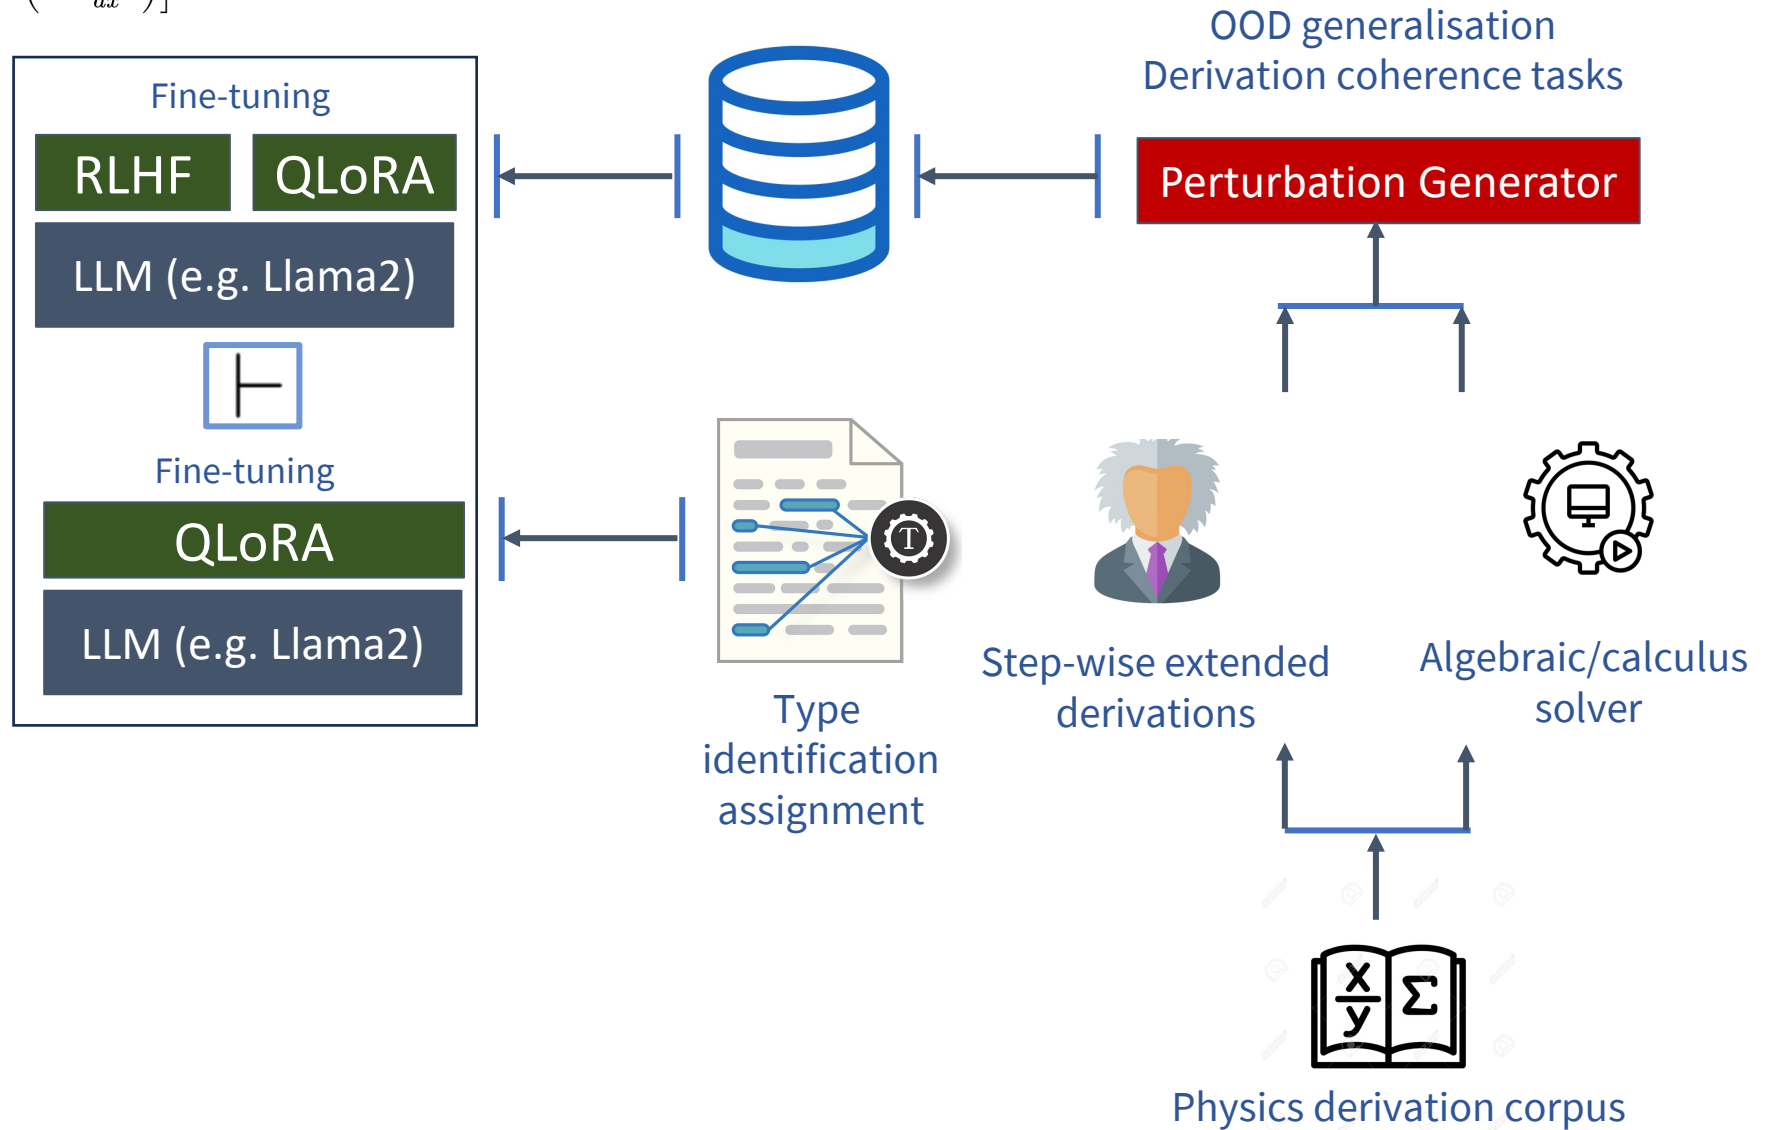 dx
)]
OOD generalisation
Derivation coherence tasks
Fine-tuning
RLHF
QLoRA
Perturbation Generator
LLM (e.g. Llama2)
⊢
Fine-tuning
QLoRA
LLM (e.g. Llama2)
T
Type
identification
assignment
Step-wise extended
derivations
Algebraic/calculus
solver
x
y
Σ
Physics derivation corpus